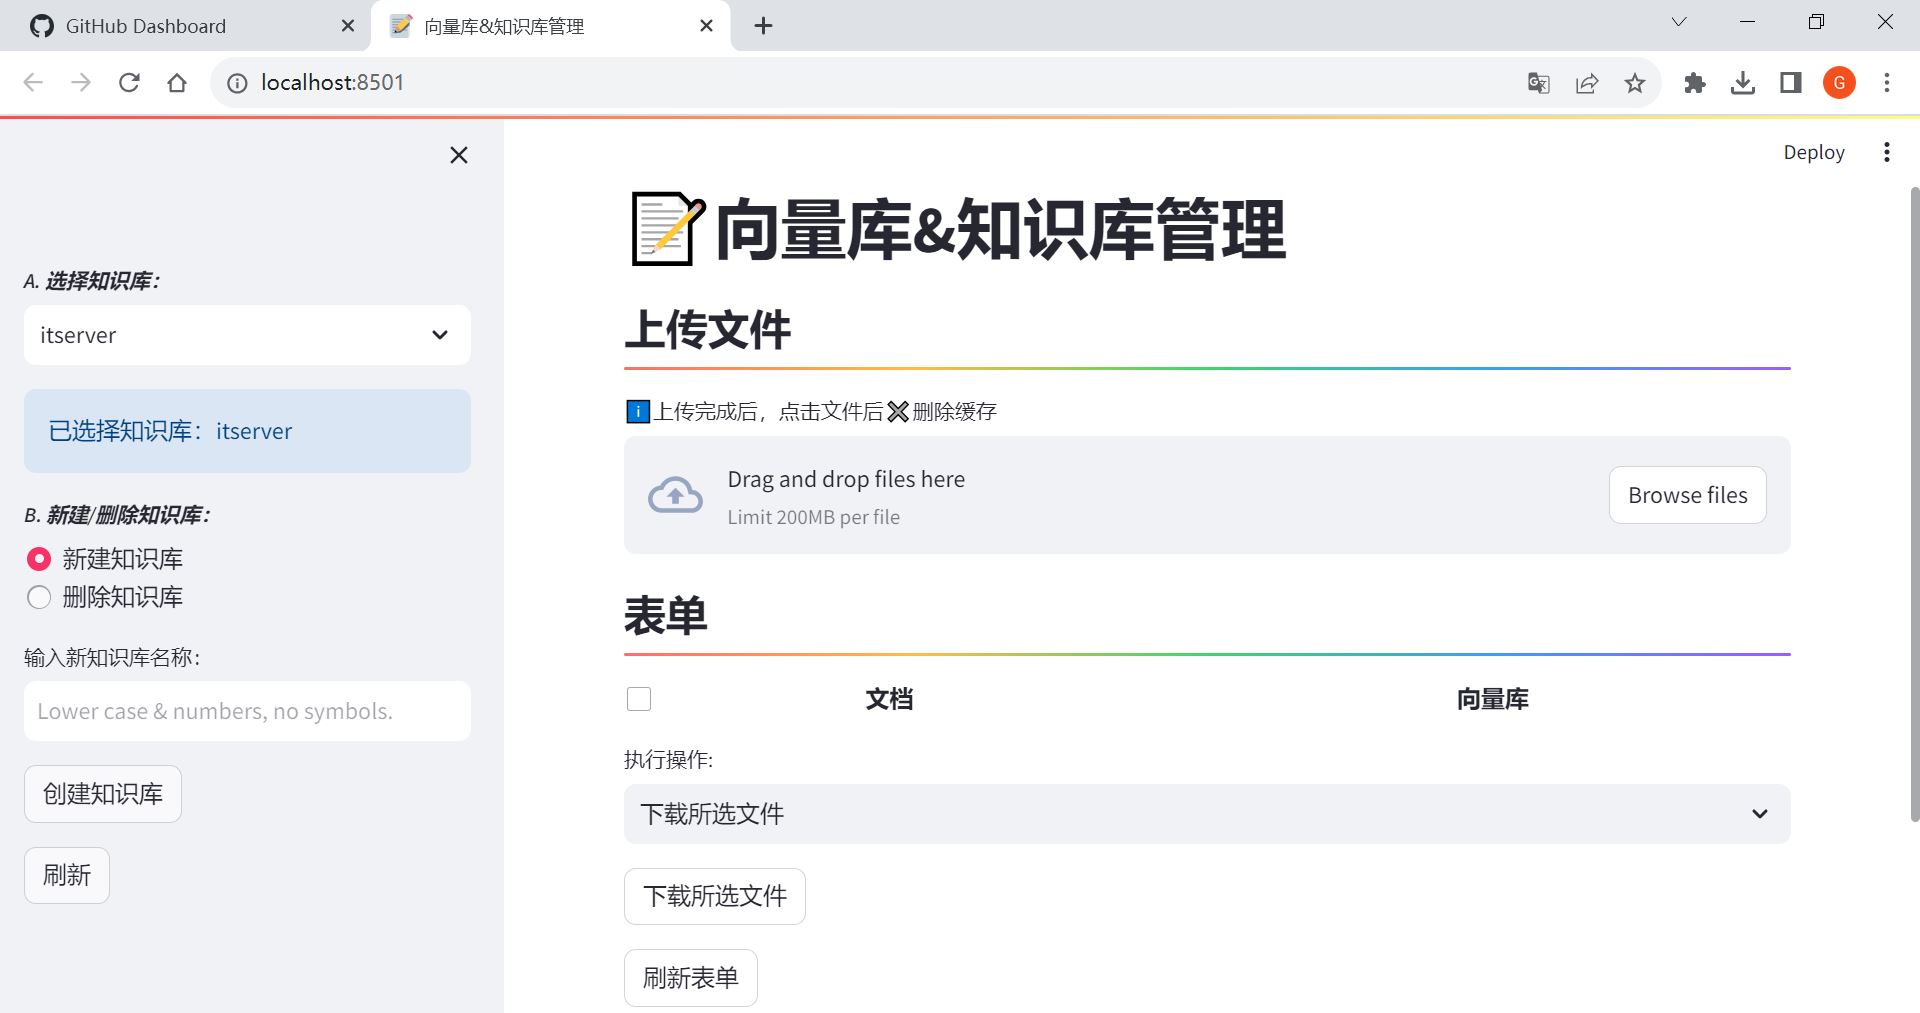 GitHub Dashboard
向量库&知识库管理
localhost:8501
G
Deploy
A. 选择知识库：
itserver
已选择知识库：itserver
B. 新建/删除知识库：
新建知识库
删除知识库
输入新知识库名称：
Lower case & numbers, no symbols.
创建知识库
刷新
向量库&知识库管理
上传文件
ℹ️上传完成后，点击文件后✖️删除缓存
Drag and drop files here
Limit 200MB per file
Browse files
表单
文档 向量库
执行操作:
下载所选文件
下载所选文件
刷新表单